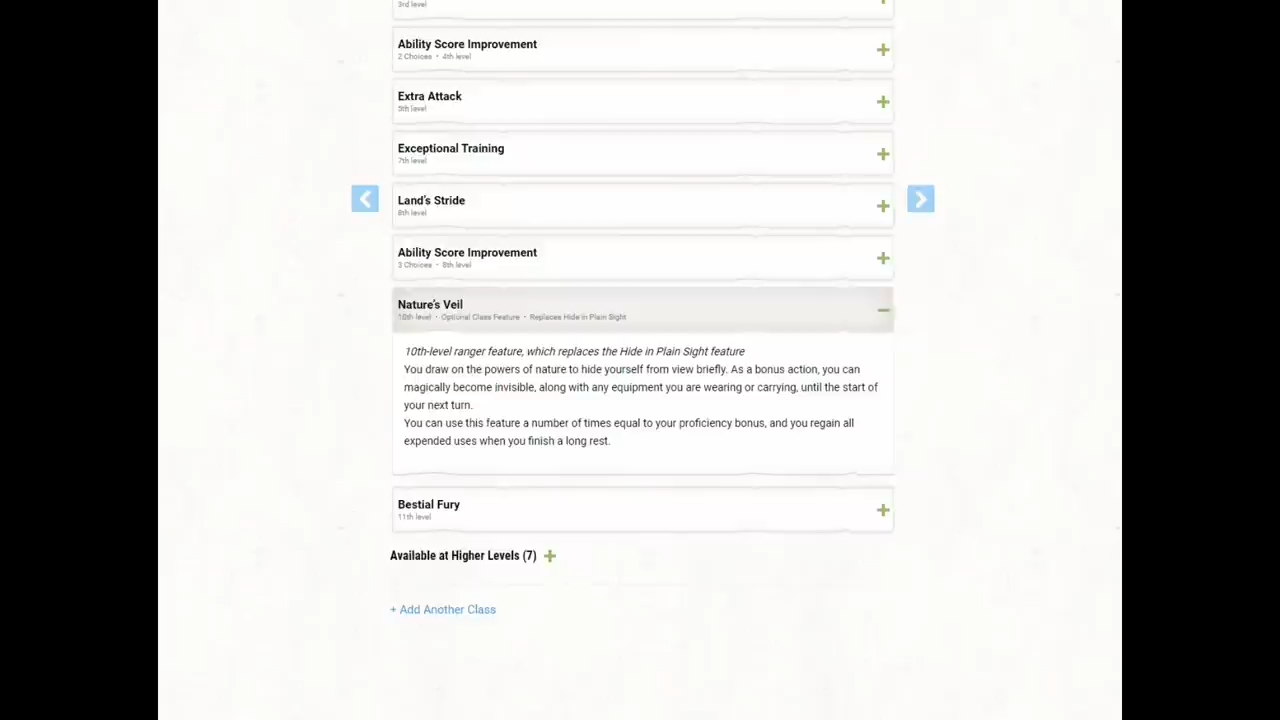 3rd level
Ability Score Improvement
2 Choices • 4th level
Extra Attack
5th level
Exceptional Training
7th level
Land's Stride
8th level
Ability Score Improvement
3 Choices • 8th level
Nature's Veil
10th level • Optional Class Feature • Replaces Hide in Plain Sight
10th-level ranger feature, which replaces the Hide in Plain Sight feature
You draw on the powers of nature to hide yourself from view briefly. As a bonus action, you can
magically become invisible, along with any equipment you are wearing or carrying, until the start of
your next turn.
You can use this feature a number of times equal to your proficiency bonus, and you regain all
expended uses when you finish a long rest.
Bestial Fury
11th level
Available at Higher Levels (7)
+ Add Another Class